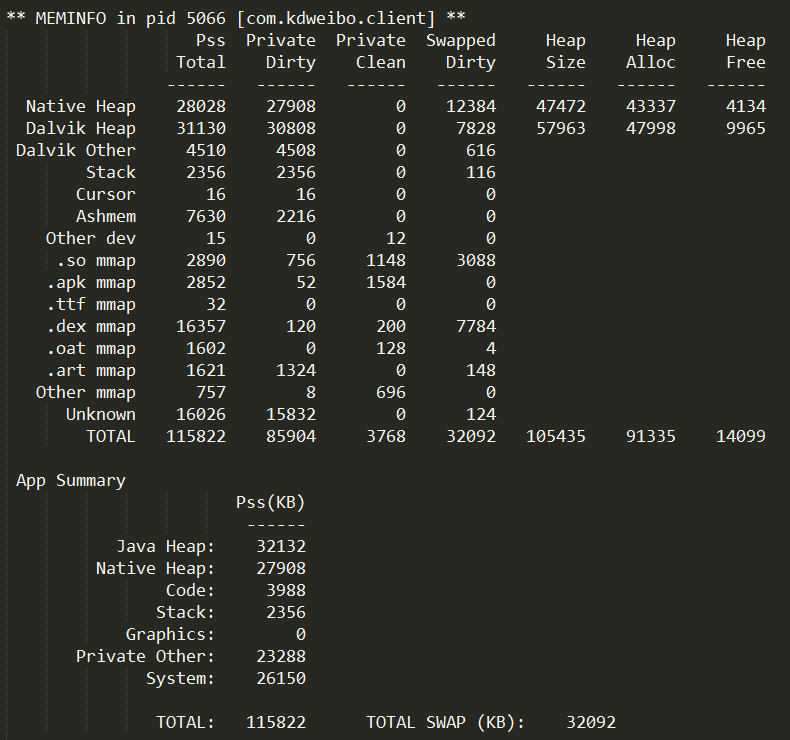 ** MEMINFO in pid 5066 [com.kdweibo.client] **
Pss Private Private Swapped Heap Heap Heap
Total Dirty Clean Dirty Size Alloc Free
------ ------ ------ ------ ------ ------ ------
Native Heap 28028 27908 0 12384 47472 43337 4134
Dalvik Heap 31130 30808 0 7828 57963 47998 9965
Dalvik Other 4510 4508 0 616
Stack 2356 2356 0 116
Cursor 16 16 0 0
Ashmem 7630 2216 0 0
Other dev 15 0 12 0
.so mmap 2890 756 1148 3088
.apk mmap 2852 52 1584 0
.ttf mmap 32 0 0 0
.dex mmap 16357 120 200 7784
.oat mmap 1602 0 128 4
.art mmap 1621 1324 0 148
Other mmap 757 8 696 0
Unknown 16026 15832 0 124
TOTAL 115822 85904 3768 32092 105435 91335 14099
App Summary
Pss(KB)
------
Java Heap: 32132
Native Heap: 27908
Code: 3988
Stack: 2356
Graphics: 0
Private Other: 23288
System: 26150
TOTAL: 115822 TOTAL SWAP (KB): 32092